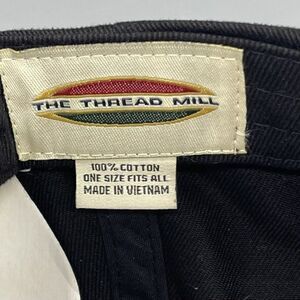 THE THREAD MILL
100% COTTON
ONE SIZE FITS ALL
MADE IN VIETNAM